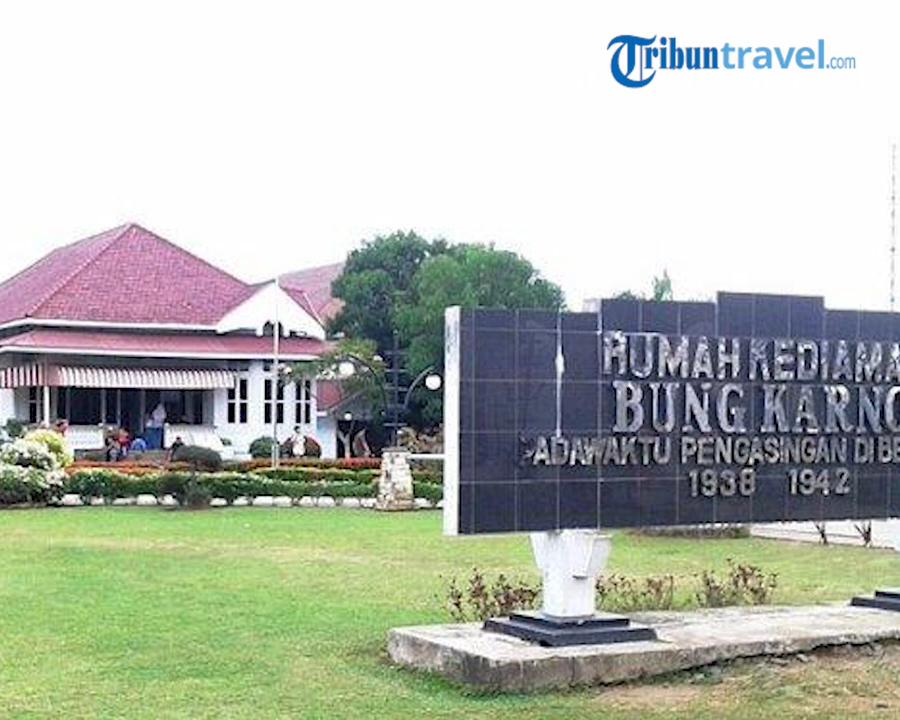 Tribuntravel.com
RUMAH KEDIAMA
BUNG KARNO
PADAWAKTU PENGASINGAN DI BE
1938 1942